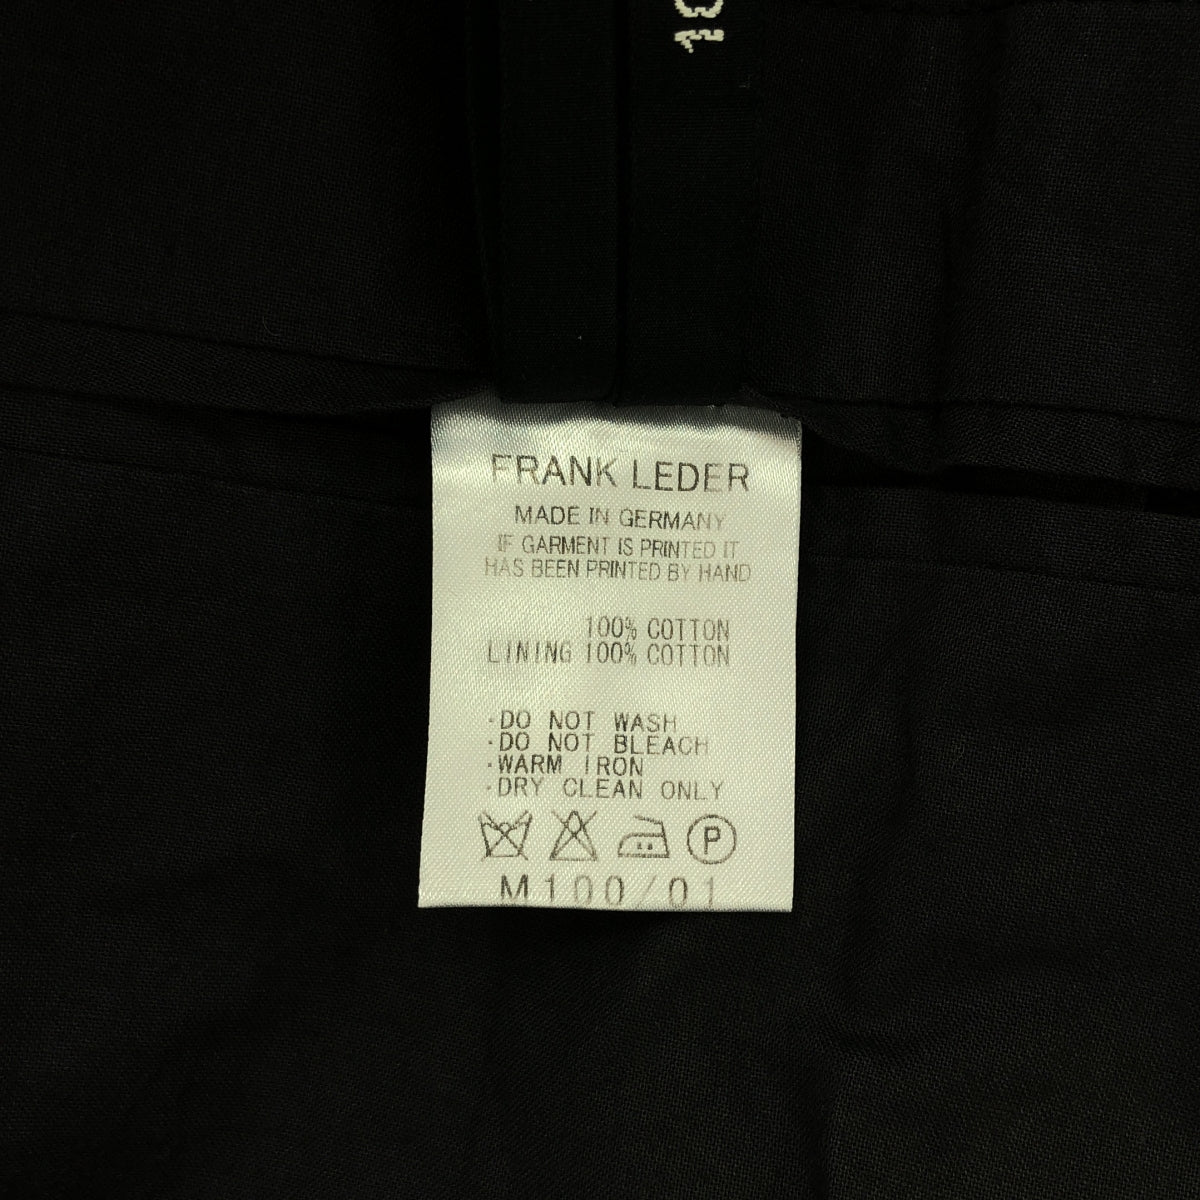 FRANK LEDER
MADE IN GERMANY
IF GARMENT IS PRINTED IT
HAS BEEN PRINTED BY HAND
100% COTTON
LINING 100% COTTON
·DO NOT WASH
·DO NOT BLEACH
·WARM IRON
·DRY CLEAN ONLY
P
M100/01